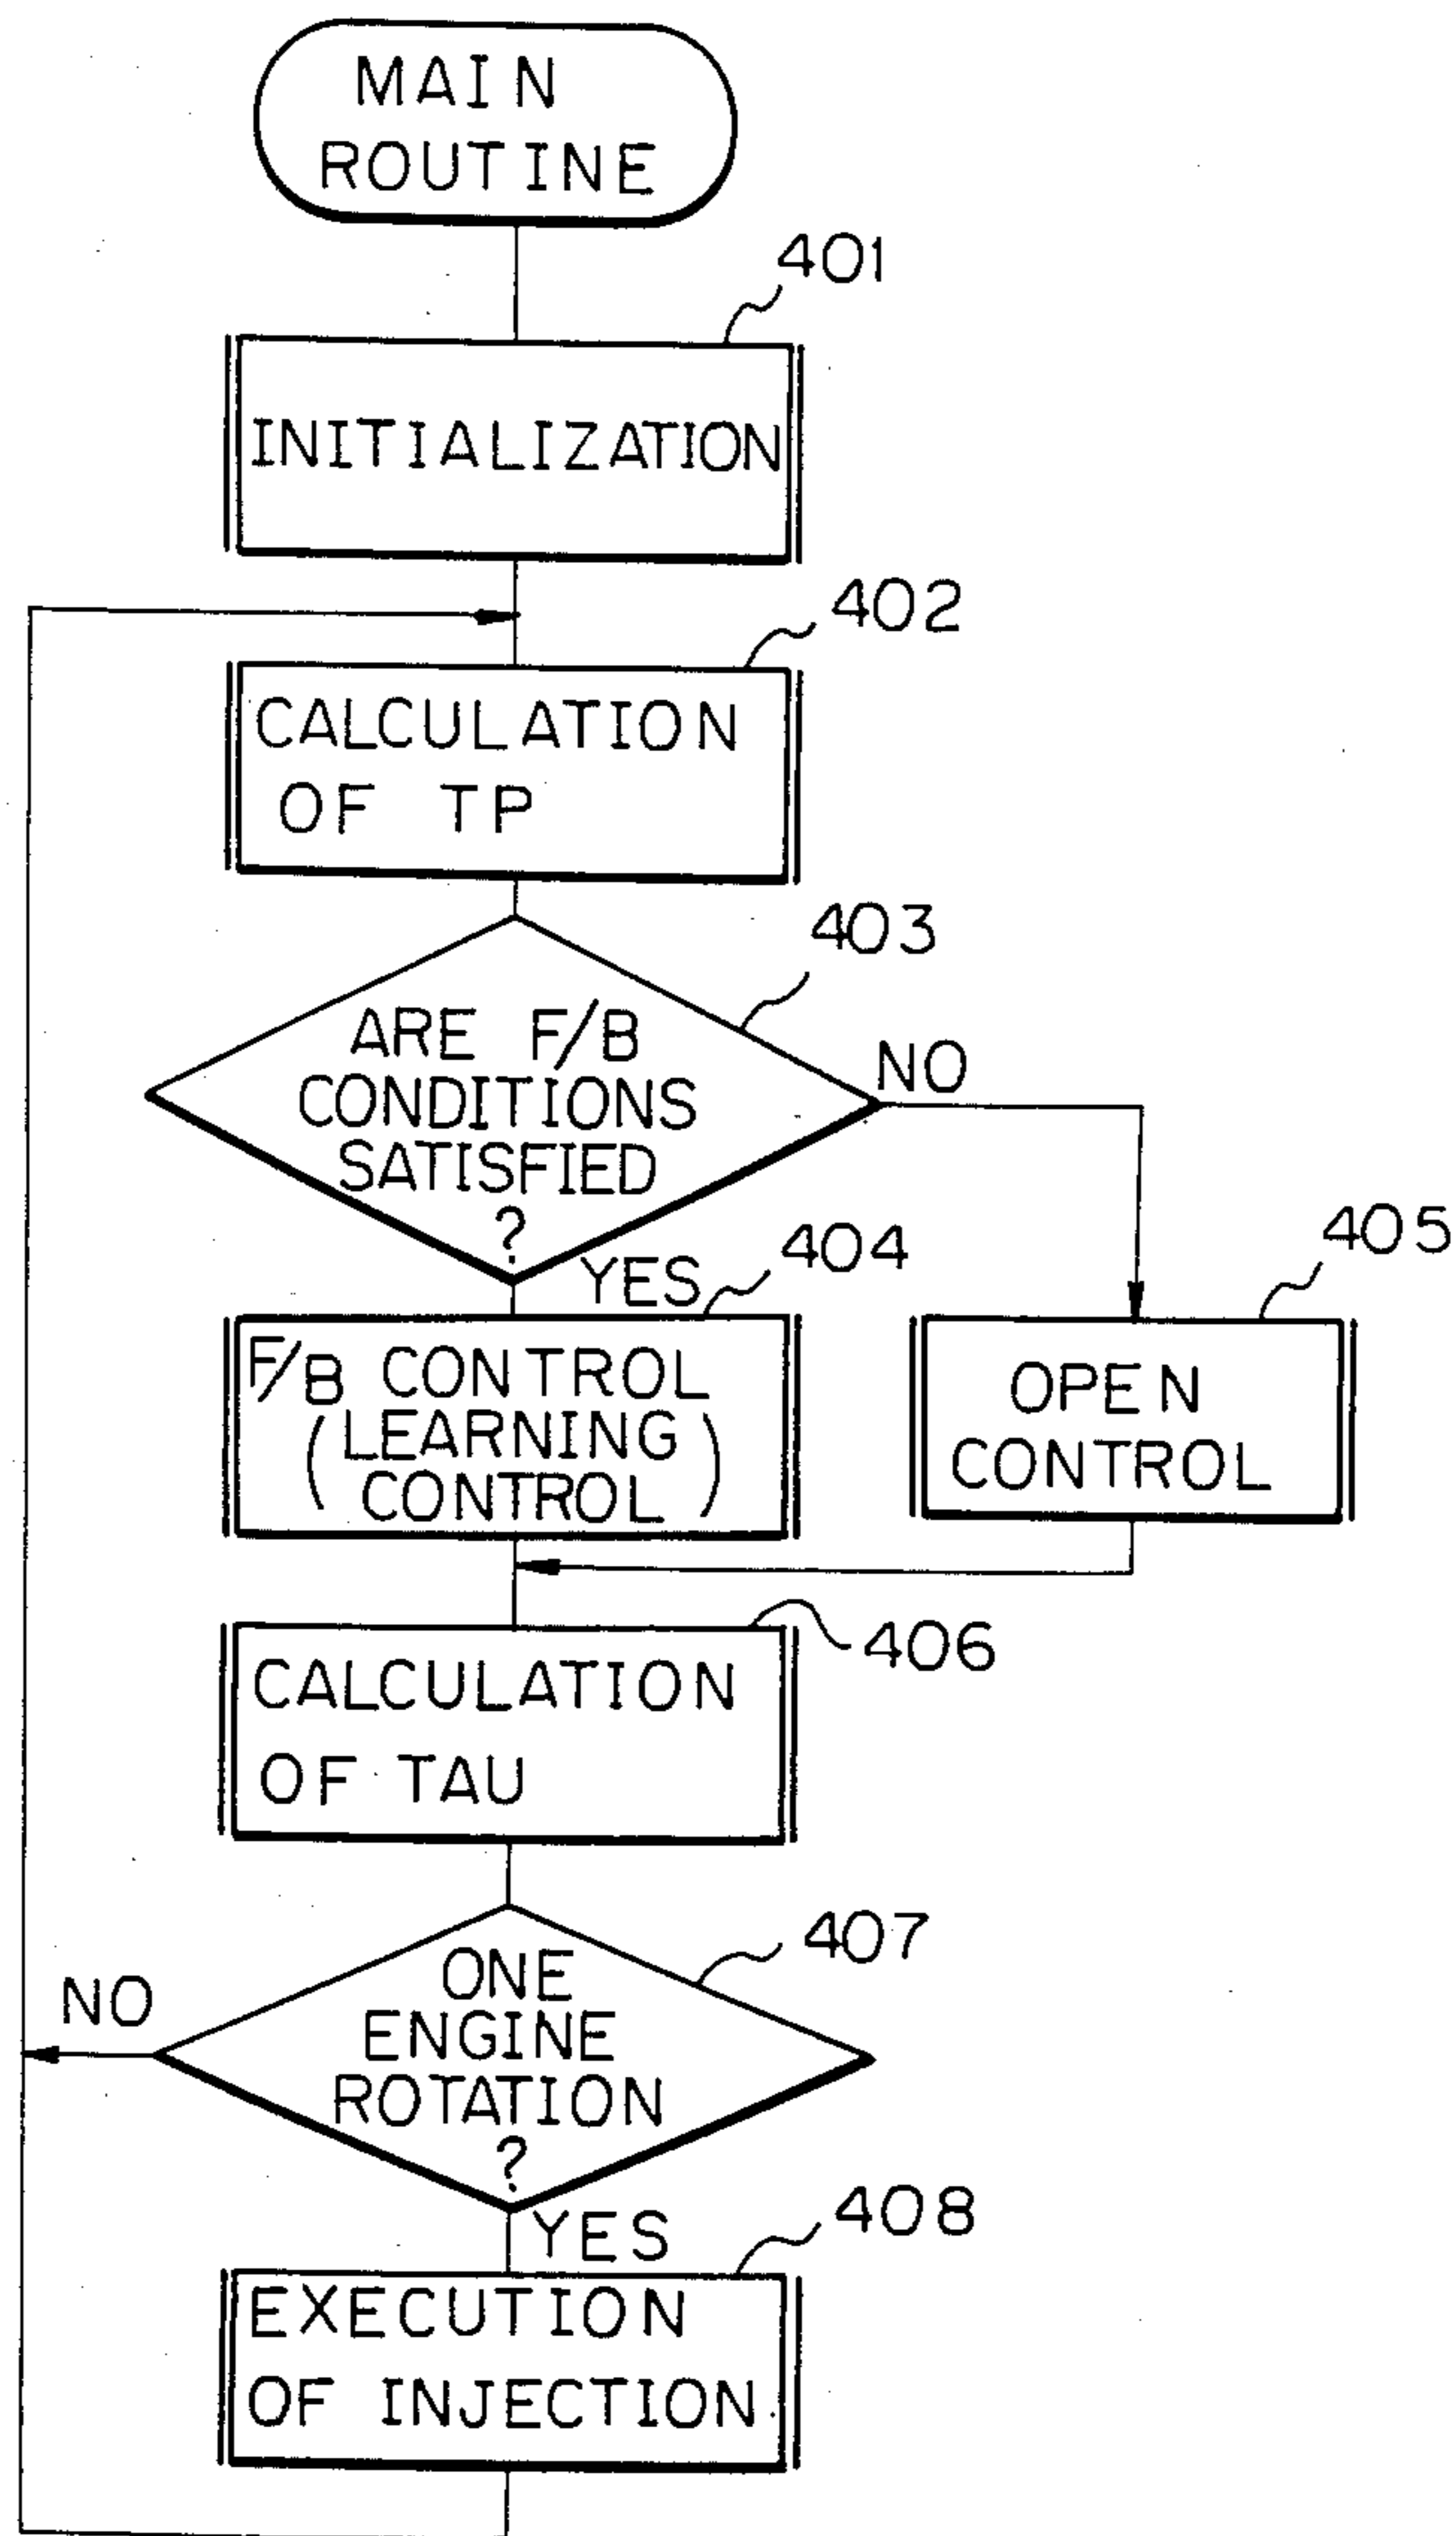 MAIN
ROUTINE
401
INITIALIZATION
402
CALCULATION
OF TP
403
ARE F/B
CONDITIONS
SATISFIED
?
NO
YES
404
F/B CONTROL
(LEARNING
CONTROL)
405
OPEN
CONTROL
406
CALCULATION
OF TAU
407
ONE
ENGINE
ROTATION
?
NO
YES
408
EXECUTION
OF INJECTION